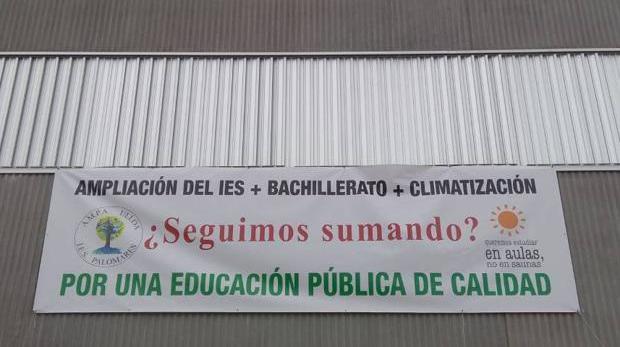 AMPLIACIÓN DEL IES + BACHILLERATO + CLIMATIZACIÓN
AMPA
IES PALOMARES
¿Seguimos sumando?
queremos estudiar
en aulas,
no en saunas
POR UNA EDUCACIÓN PÚBLICA DE CALIDAD